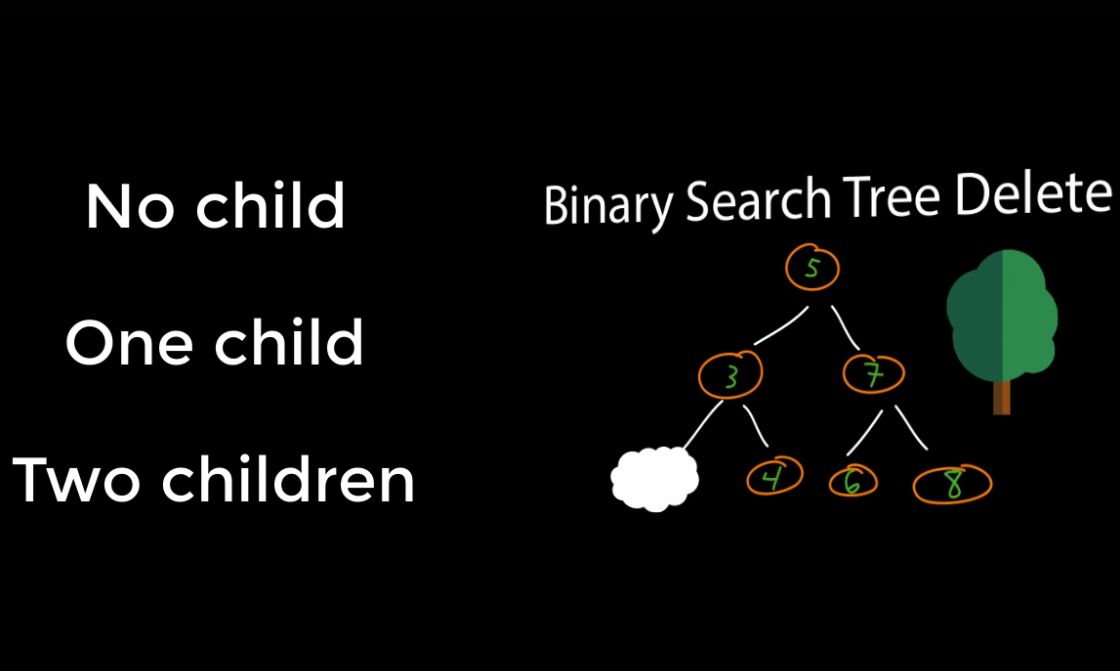 No child
One child
Two children
Binary Search Tree Delete
5
3 7
4 6 8